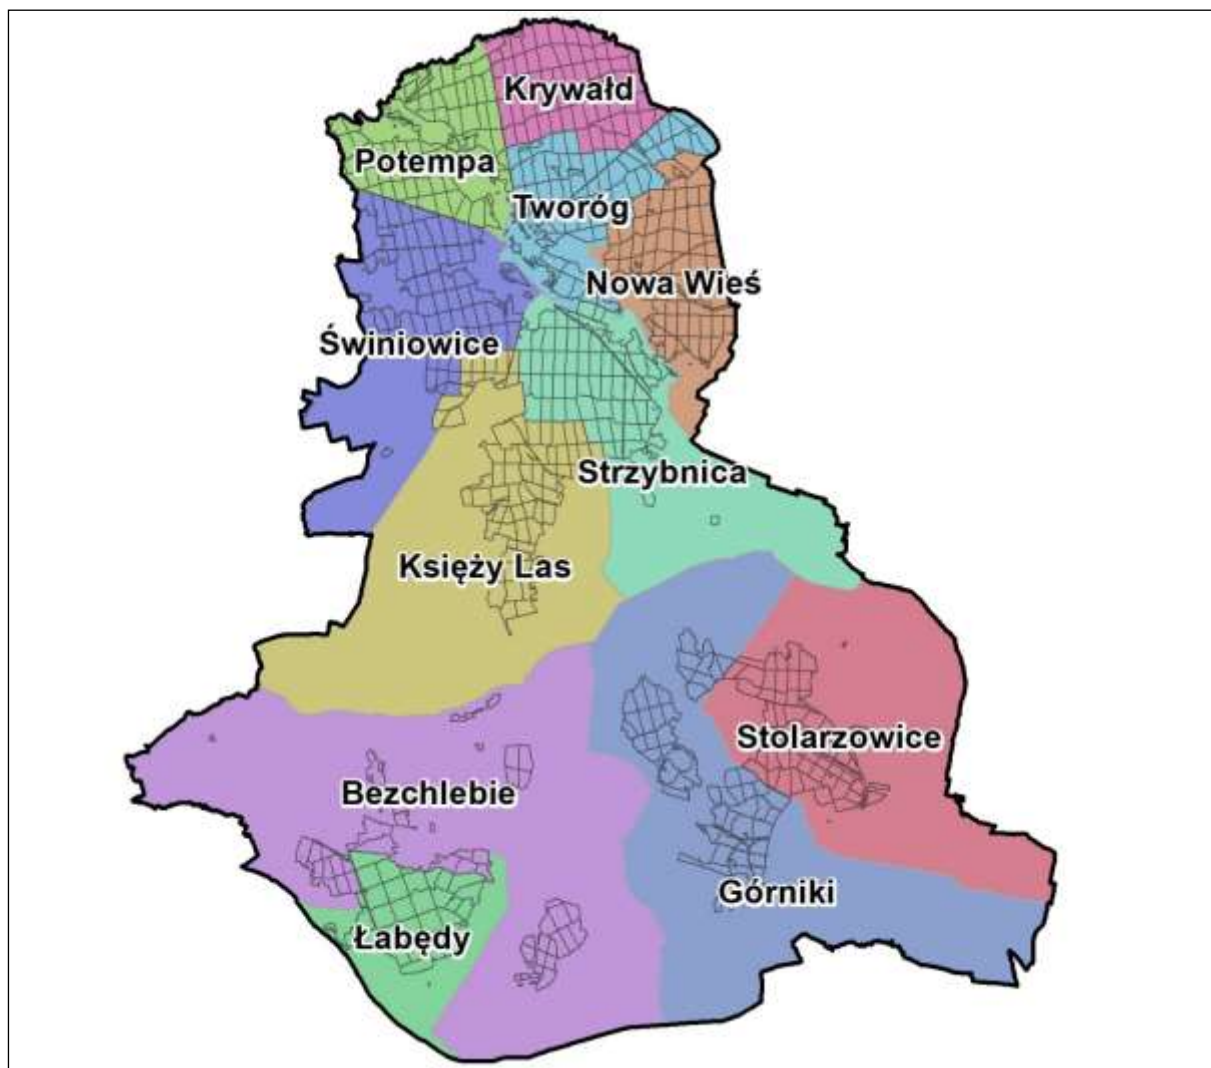 Krywałd
Potempa
Tworóg
Nowa Wieś
Świniowice
Strzybnica
Księży Las
Stolarzowice
Bezchlebie
Górniki
Łabędy